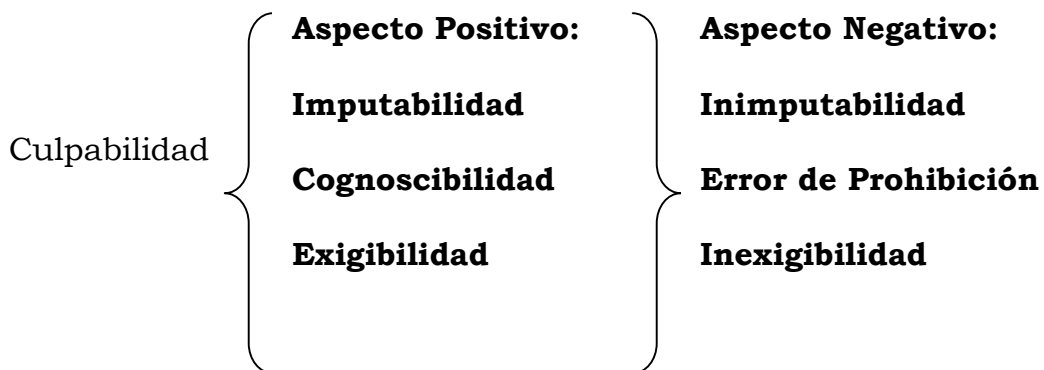 Aspecto Positivo: Aspecto Negativo:
Imputabilidad Inimputabilidad
Culpabilidad
Cognoscibilidad Error de Prohibición
Exigibilidad Inexigibilidad